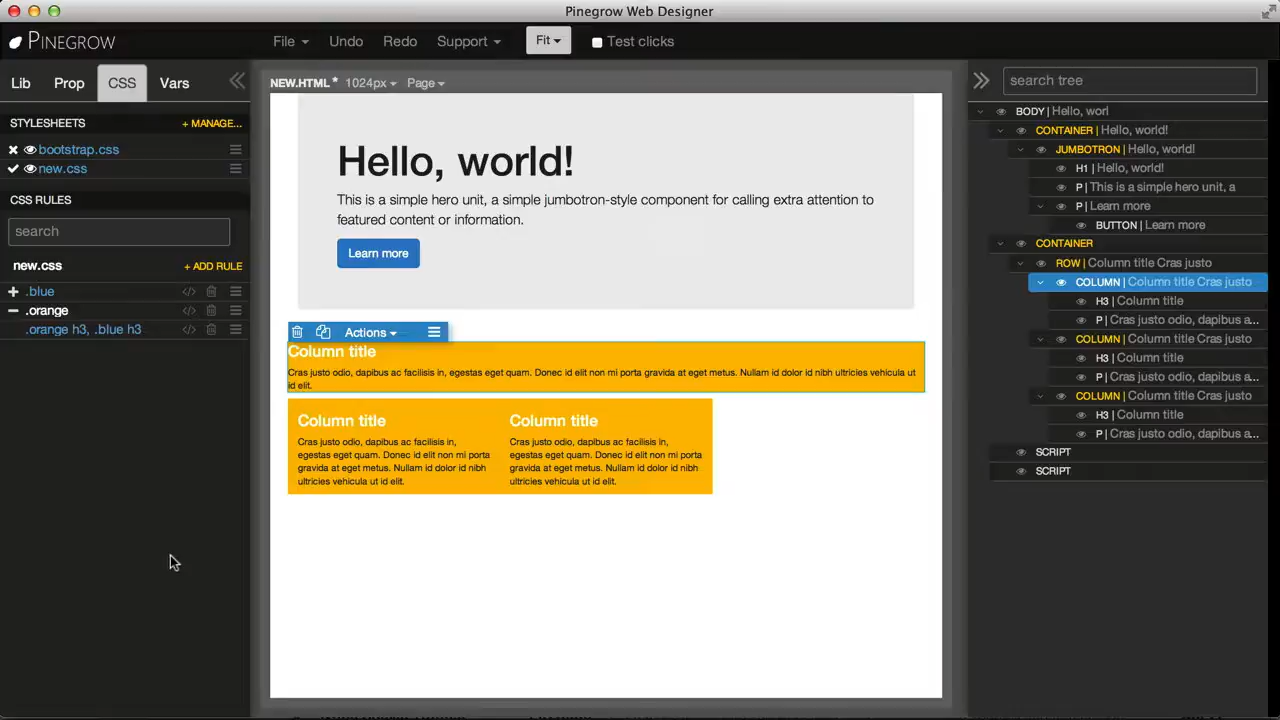 Pinegrow Web Designer
PINEGROW
File
Undo
Redo
Support
Fit
Test clicks
Lib
Prop
CSS
Vars
NEW.HTML *
1024px
Page
search tree
STYLESHEETS
+ MANAGE...
bootstrap.css
new.css
CSS RULES
search
new.css
+ ADD RULE
.blue
.orange
.orange h3, .blue h3
Hello, world!
This is a simple hero unit, a simple jumbotron-style component for calling extra attention to
featured content or information.
Learn more
Actions
Column title
Cras justo odio, dapibus ac facilisis in, egestas eget quam. Donec id elit non mi porta gravida at eget metus. Nullam id dolor id nibh ultricies vehicula ut
id elit.
Column title
Cras justo odio, dapibus ac facilisis in,
egestas eget quam. Donec id elit non mi porta
gravida at eget metus. Nullam id dolor id nibh
ultricies vehicula ut id elit.
Column title
Cras justo odio, dapibus ac facilisis in,
egestas eget quam. Donec id elit non mi porta
gravida at eget metus. Nullam id dolor id nibh
ultricies vehicula ut id elit.
BODY | Hello, worl
CONTAINER | Hello, world!
JUMBOTRON | Hello, world!
H1 | Hello, world!
P | This is a simple hero unit, a
P | Learn more
BUTTON | Learn more
CONTAINER
ROW | Column title Cras justo
COLUMN | Column title Cras justo
H3 | Column title
P | Cras justo odio, dapibus a...
COLUMN | Column title Cras justo
H3 | Column title
P | Cras justo odio, dapibus a...
COLUMN | Column title Cras justo
H3 | Column title
P | Cras justo odio, dapibus a...
SCRIPT
SCRIPT